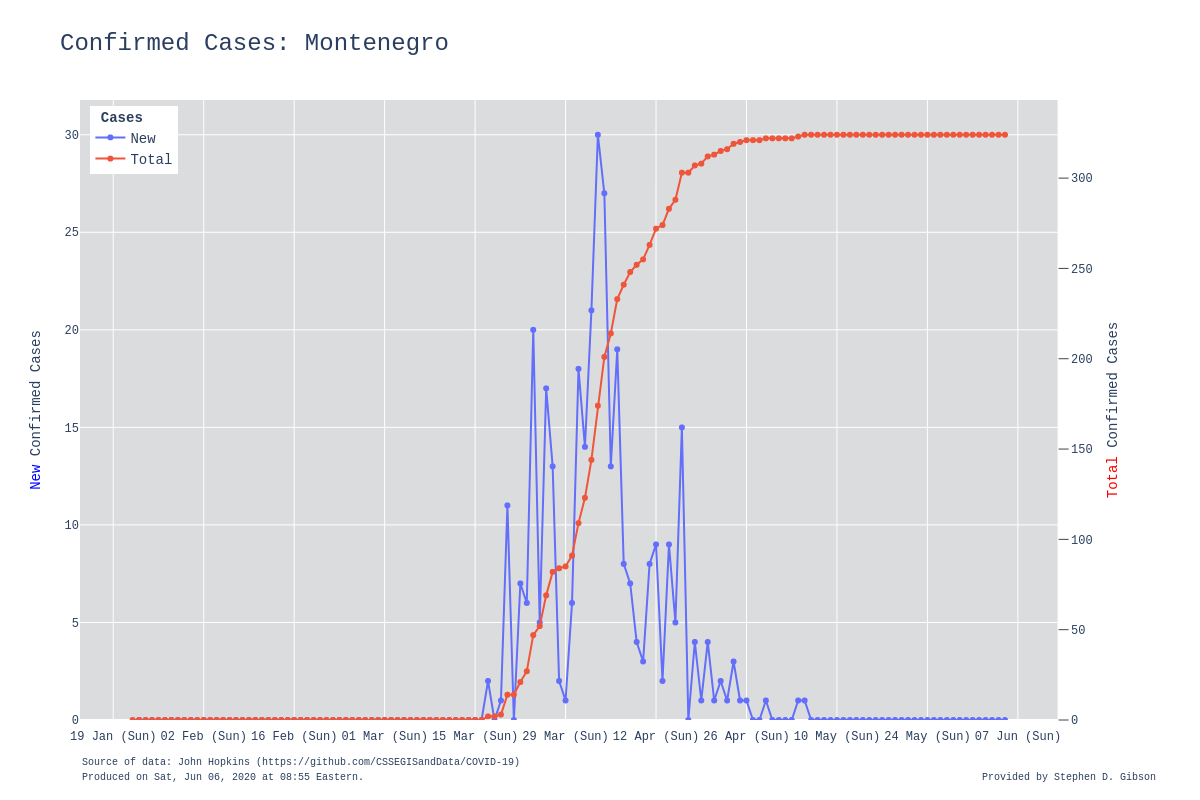 Confirmed Cases: Montenegro
Cases
New
Total
30
25
20
15
10
5
0
New Confirmed Cases
300
250
200
150
100
50
0
Total Confirmed Cases
19 Jan (Sun) 02 Feb (Sun) 16 Feb (Sun) 01 Mar (Sun) 15 Mar (Sun) 29 Mar (Sun) 12 Apr (Sun) 26 Apr (Sun) 10 May (Sun) 24 May (Sun) 07 Jun (Sun)
Source of data: John Hopkins (https://github.com/CSSEGISandData/COVID-19)
Produced on Sat, Jun 06, 2020 at 08:55 Eastern.
Provided by Stephen D. Gibson